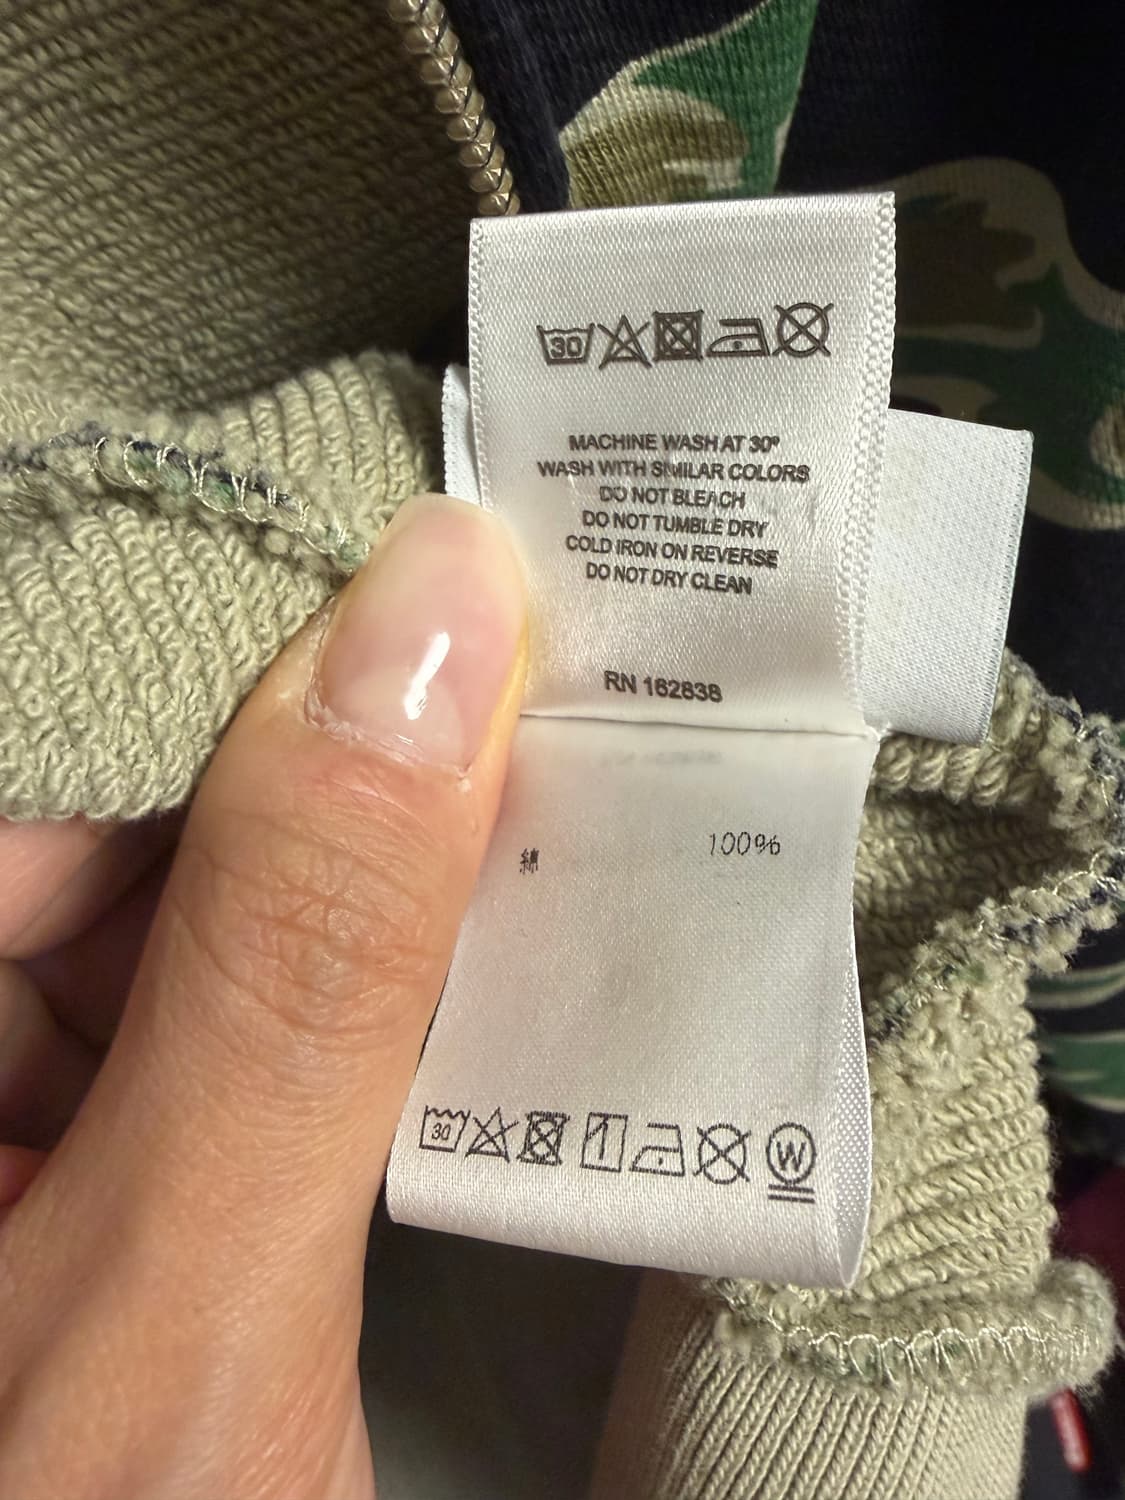 30
MACHINE WASH AT 30°
WASH WITH SIMILAR COLORS
DO NOT BLEACH
DO NOT TUMBLE DRY
COLD IRON ON REVERSE
DO NOT DRY CLEAN
RN 162838
綿 100%
30 W